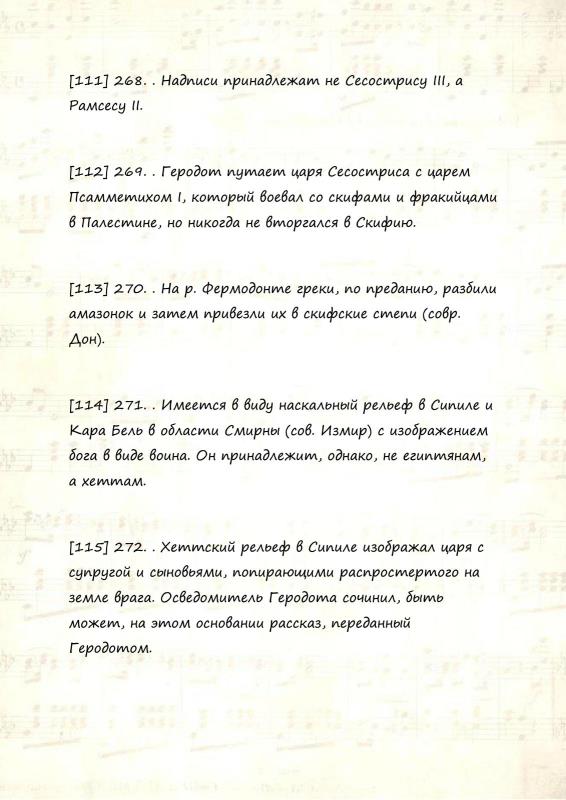 [111] 268. . Надписи принадлежат не Сесострису III, а
Рамсесу II.
[112] 269. . Геродот путает царя Сесостриса с царем
Псамметихом I, который воевал со скифами и фракийцами
в Палестине, но никогда не вторгался в Скифию.
[113] 270. . На р. Фермодонте греки, по преданию, разбили
амазонок и затем привезли их в скифские степи (совр.
Дон).
[114] 271. . Имеется в виду наскальный рельеф в Сипиле и
Кара Бель в области Смирны (сов. Измир) с изображением
бога в виде воина. Он принадлежит, однако, не египтянам,
а хеттам.
[115] 272. . Хеттский рельеф в Сипиле изображал царя с
супругой и сыновьями, попирающими распростертого на
земле врага. Осведомитель Геродота сочинил, быть
может, на этом основании рассказ, переданный
Геродотом.